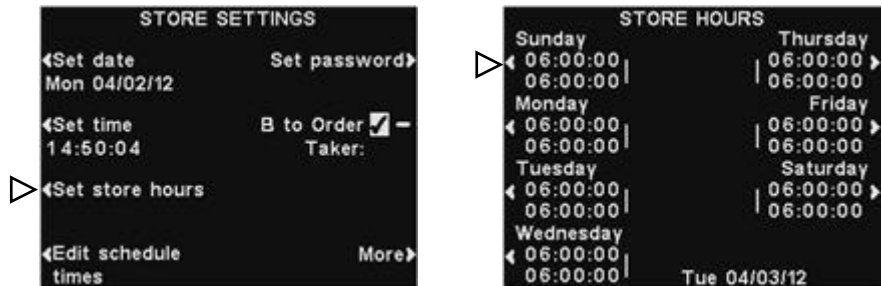 STORE SETTINGS
Set date
Set password
Mon 04/02/12
Set time
B to Order
14:50:04
Taker:
Set store hours
Edit schedule
More
times
STORE HOURS
Sunday
Thursday
06:00:00
06:00:00
06:00:00
06:00:00
Monday
Friday
06:00:00
06:00:00
06:00:00
06:00:00
Tuesday
Saturday
06:00:00
06:00:00
06:00:00
06:00:00
Wednesday
06:00:00
06:00:00
Tue 04/03/12